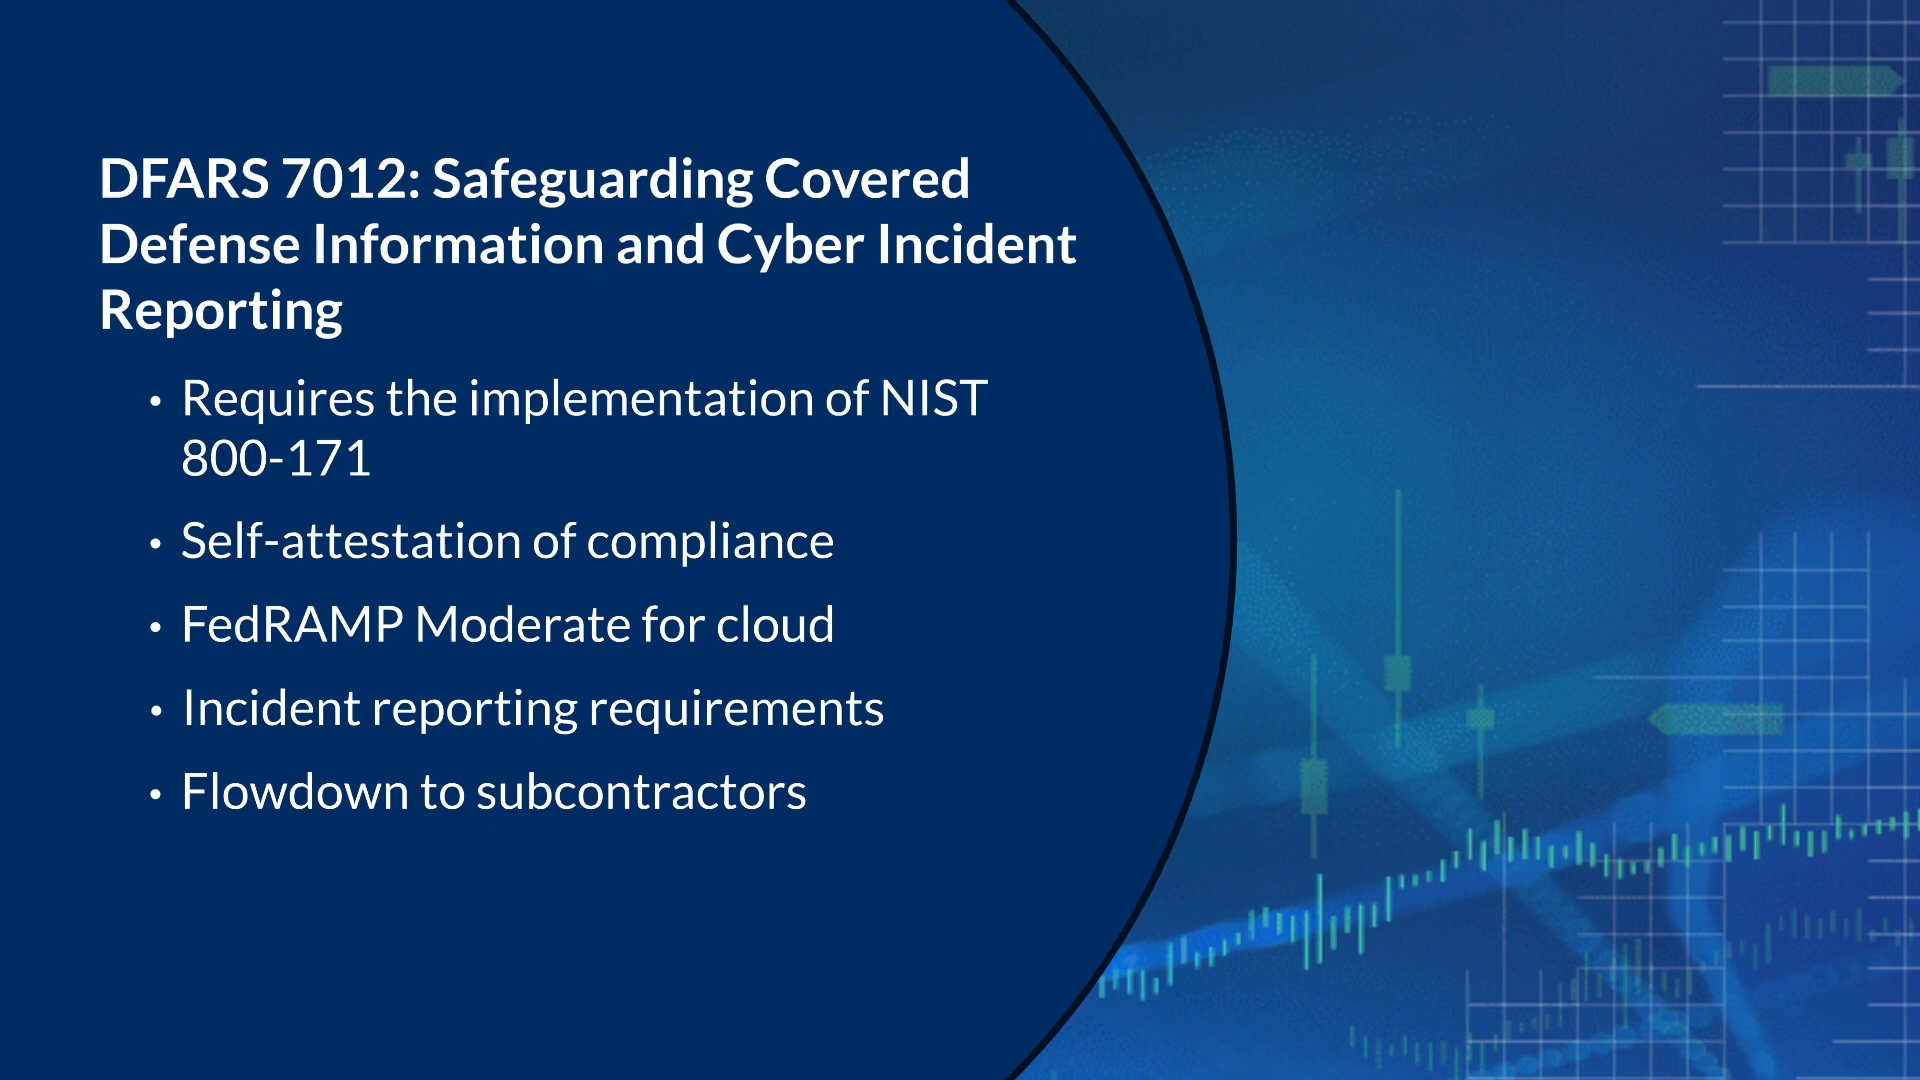 DFARS 7012: Safeguarding Covered
Defense Information and Cyber Incident
Reporting
• Requires the implementation of NIST
800-171
• Self-attestation of compliance
• FedRAMP Moderate for cloud
• Incident reporting requirements
• Flowdown to subcontractors